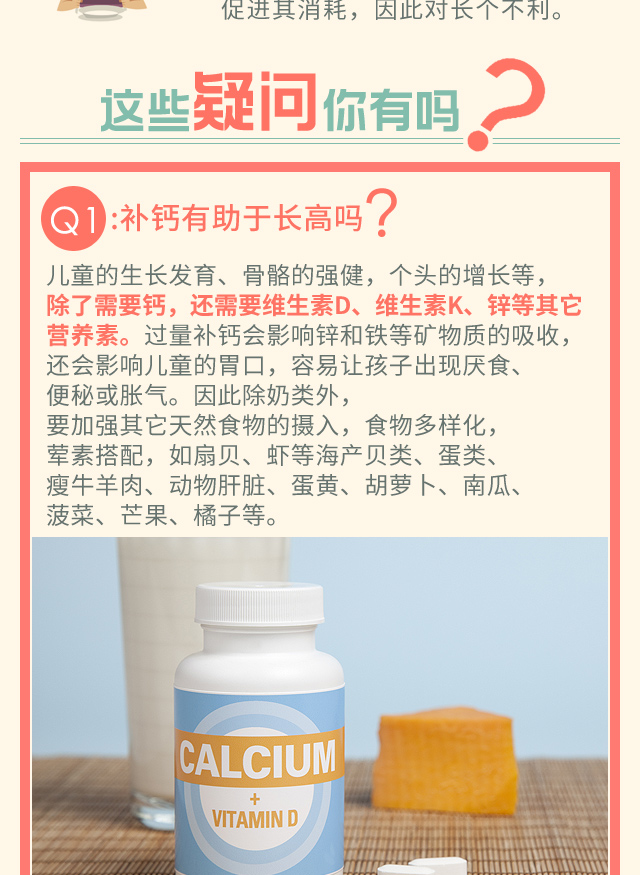 促进其消耗，因此对长个不利。
这些疑问你有吗？
Q1:补钙有助于长高吗？
儿童的生长发育、骨骼的强健，个头的增长等，
除了需要钙，还需要维生素D、维生素K、锌等其它
营养素。过量补钙会影响锌和铁等矿物质的吸收，
还会影响儿童的胃口，容易让孩子出现厌食、
便秘或胀气。因此除奶类外，
要加强其它天然食物的摄入，食物多样化，
荤素搭配，如扇贝、虾等海产贝类、蛋类、
瘦牛羊肉、动物肝脏、蛋黄、胡萝卜、南瓜、
菠菜、芒果、橘子等。
CALCIUM
+
VITAMIN D